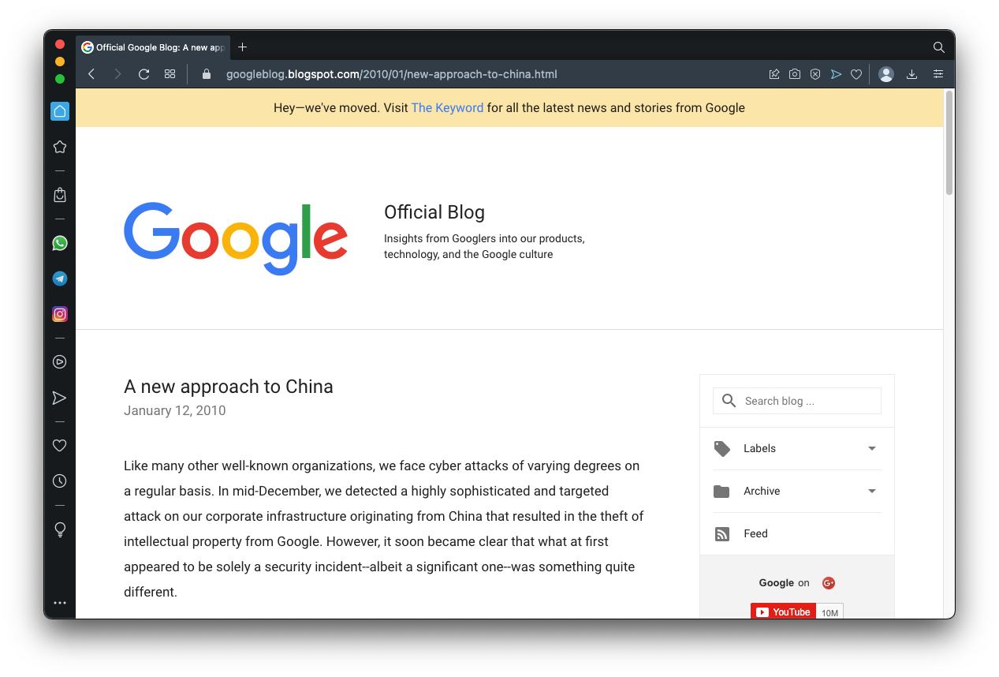 Official Google Blog: A new app
googleblog.blogspot.com/2010/01/new-approach-to-china.html
Hey—we've moved. Visit The Keyword for all the latest news and stories from Google
Google
Official Blog
Insights from Googlers into our products,
technology, and the Google culture
A new approach to China
January 12, 2010
Like many other well-known organizations, we face cyber attacks of varying degrees on
a regular basis. In mid-December, we detected a highly sophisticated and targeted
attack on our corporate infrastructure originating from China that resulted in the theft of
intellectual property from Google. However, it soon became clear that what at first
appeared to be solely a security incident--albeit a significant one--was something quite
different.
Search blog ...
Labels
Archive
Feed
Google on G+
YouTube 10M